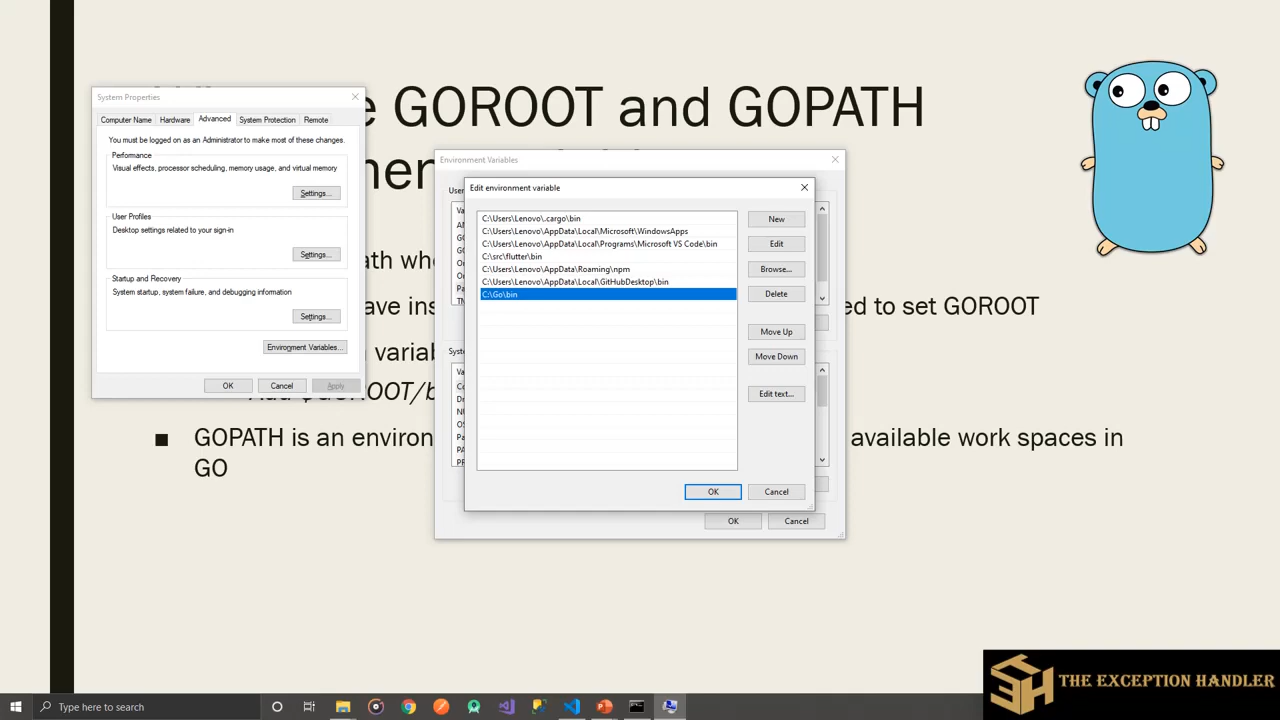 GOROOT and GOPATH
System Properties
Computer Name Hardware Advanced System Protection Remote
You must be logged on as an Administrator to make most of these changes.
Performance
Visual effects, processor scheduling, memory usage, and virtual memory
Settings...
User Profiles
Desktop settings related to your sign-in
Settings...
Startup and Recovery
System startup, system failure, and debugging information
Settings...
Environment Variables...
OK Cancel Apply
Environment Variables
Edit environment variable
C:\Users\Lenovo\.cargo\bin
C:\Users\Lenovo\AppData\Local\Microsoft\WindowsApps
C:\Users\Lenovo\AppData\Local\Programs\Microsoft VS Code\bin
C:\src\flutter\bin
C:\Users\Lenovo\AppData\Roaming\npm
C:\Users\Lenovo\AppData\Local\GitHubDesktop\bin
C:\Go\bin
New
Edit
Browse...
Delete
Move Up
Move Down
Edit text...
OK Cancel
OK Cancel
ed to set GOROOT
variab
GOPATH is an environ
available work spaces in
GO
THE EXCEPTION HANDLER
Type here to search